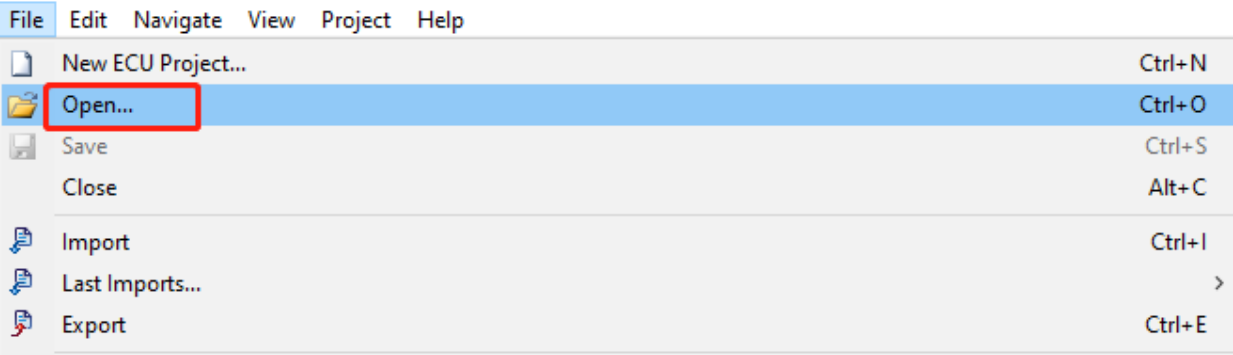 File Edit Navigate View Project Help
New ECU Project... Ctrl+N
Open... Ctrl+O
Save Ctrl+S
Close Alt+C
Import Ctrl+I
Last Imports... >
Export Ctrl+E